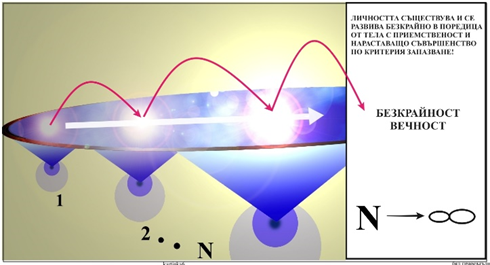 ЛИЧНОСТТА СЪЩЕСТВУВА И СЕ
РАЗВИВА БЕЗКРАЙНО В ПОРЕДИЦА
ОТ ТЕЛА С ПРИЕМСТВЕНОСТ И
НАРАСТВАЩО СЪВЪРШЕНСТВО
ПО КРИТЕРИЯ ЗАПАЗВАНЕ!
БЕЗКРАЙНОСТ
ВЕЧНОСТ
N
1
2
N